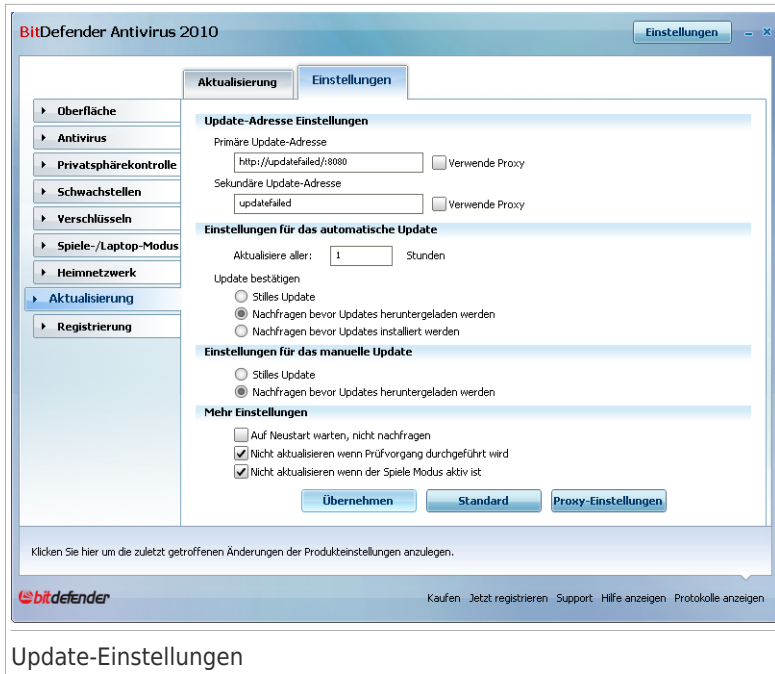 BitDefender Antivirus 2010
Einstellungen
Aktualisierung
Einstellungen
Oberfläche
Antivirus
Privatsphärekontrolle
Schwachstellen
Verschlüsseln
Spiele-/Laptop-Modus
Heimnetzwerk
Aktualisierung
Registrierung
Update-Adresse Einstellungen
Primäre Update-Adresse
http://updatefailed/:8080 Verwende Proxy
Sekundäre Update-Adresse
updatefailed Verwende Proxy
Einstellungen für das automatische Update
Aktualisiere aller: 1 Stunden
Update bestätigen
Stilles Update
Nachfragen bevor Updates heruntergeladen werden
Nachfragen bevor Updates installiert werden
Einstellungen für das manuelle Update
Stilles Update
Nachfragen bevor Updates heruntergeladen werden
Mehr Einstellungen
Auf Neustart warten, nicht nachfragen
Nicht aktualisieren wenn Prüfvorgang durchgeführt wird
Nicht aktualisieren wenn der Spiele Modus aktiv ist
Übernehmen Standard Proxy-Einstellungen
Klicken Sie hier um die zuletzt getroffenen Änderungen der Produkteinstellungen anzulegen.
bitdefender
Kaufen Jetzt registrieren Support Hilfe anzeigen Protokolle anzeigen
Update-Einstellungen